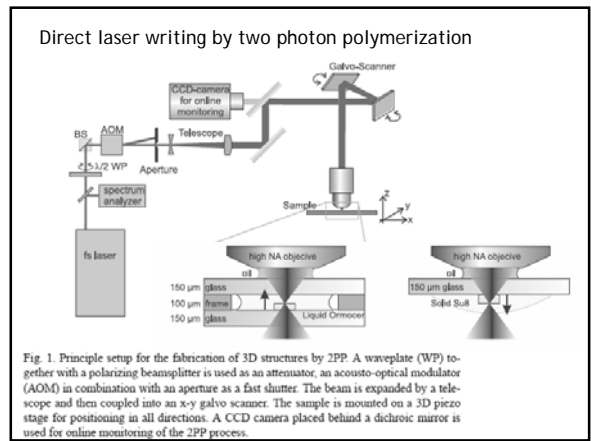 Direct laser writing by two photon polymerization
Galvo-Scanner
CCD-camera
for online
monitoring
BS
AOM
Telescope
λ/2 WP
Aperture
spectrum
analyzer
Sample
z
y
x
fs laser
high NA objecive
oil
150 µm glass
100 µm frame
150 µm glass
Liquid Ormocer
high NA objecive
oil
150 µm glass
Solid Su8
Fig. 1. Principle setup for the fabrication of 3D structures by 2PP. A waveplate (WP) to-
gether with a polarizing beamsplitter is used as an attenuator, an acousto-optical modulator
(AOM) in combination with an aperture as a fast shutter. The beam is expanded by a tele-
scope and then coupled into an x-y galvo scanner. The sample is mounted on a 3D piezo
stage for positioning in all directions. A CCD camera placed behind a dichroic mirror is
used for online monitoring of the 2PP process.